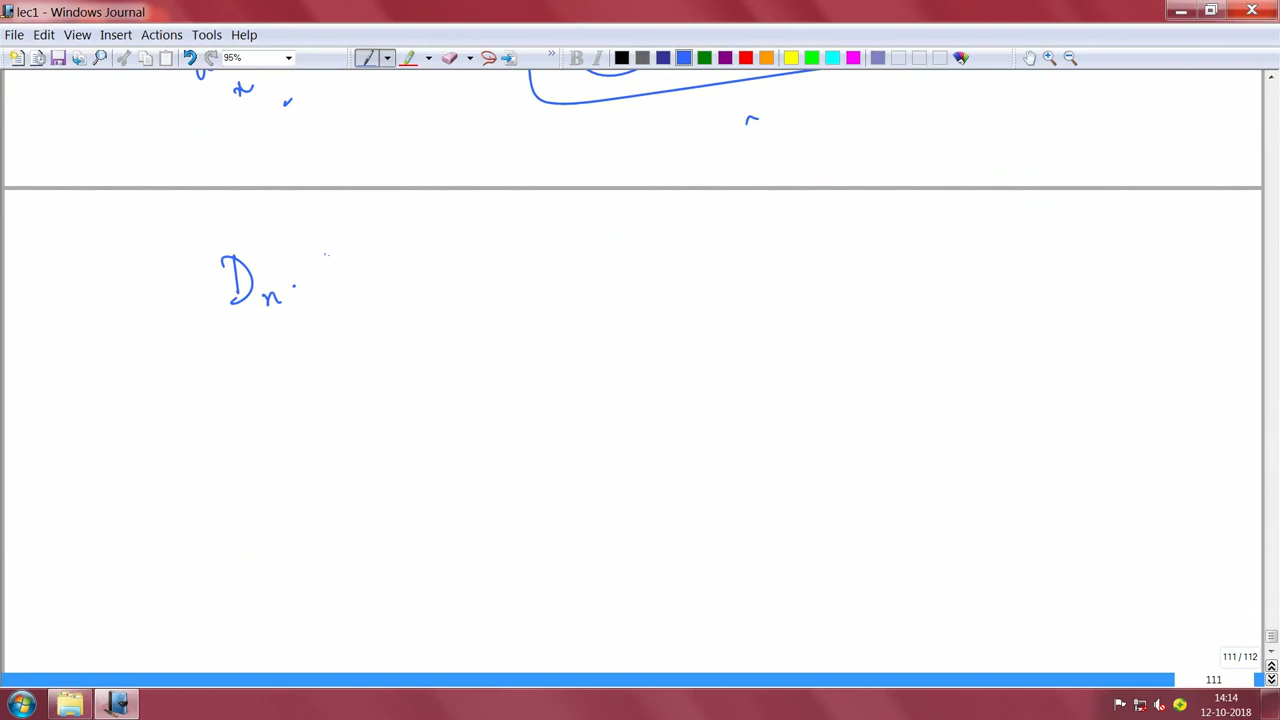 lec1 - Windows Journal
File Edit View Insert Actions Tools Help
95%
B I
n
D_n
111 / 112
111
14:14
12-10-2018